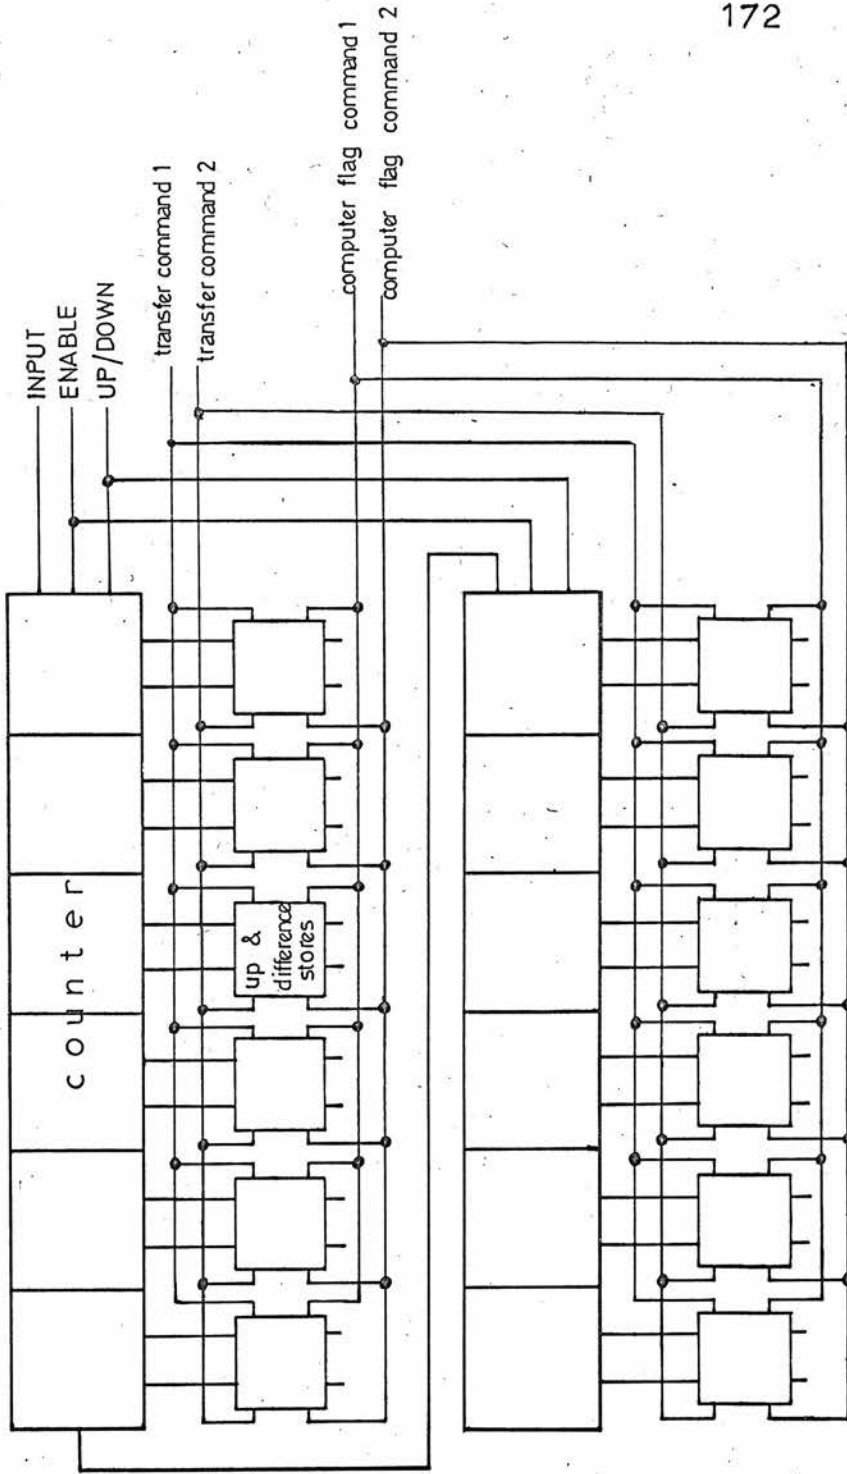 172
INPUT
ENABLE
UP/DOWN
transfer command 1
transfer command 2
computer flag command 1
computer flag command 2
counter
up &
difference
stores